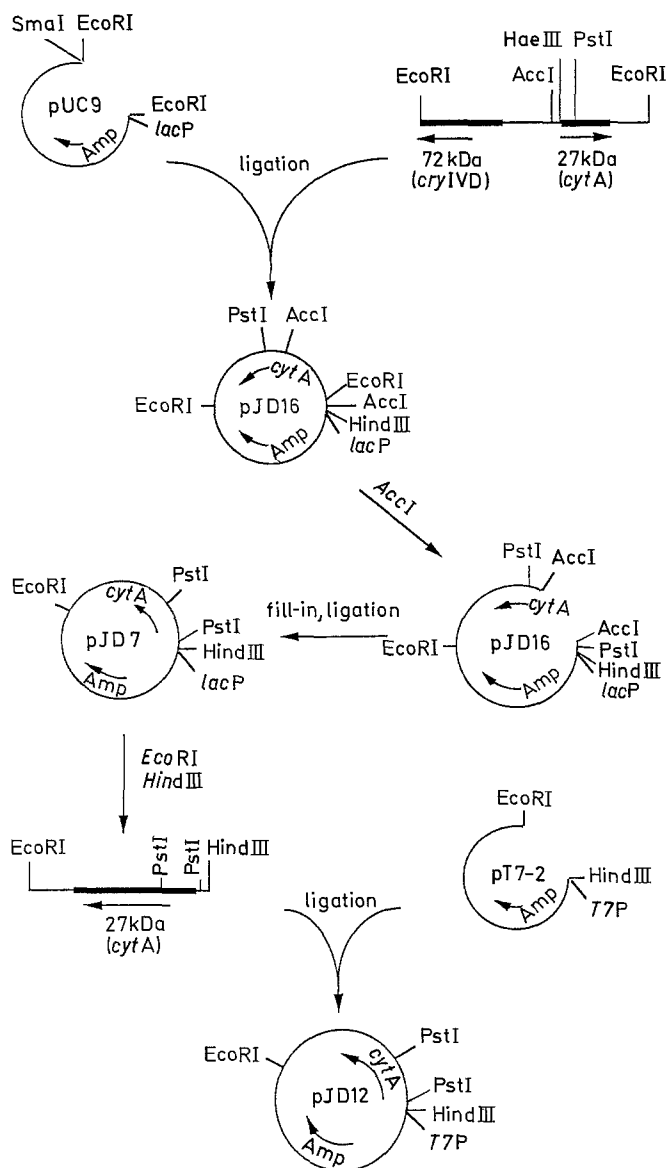 SmaI EcoRI
pUC9
EcoRI
lacP
Amp
HaeIII PstI
EcoRI
AccI
EcoRI
72 kDa
(cryIVD)
27kDa
(cytA)
ligation
PstI AccI
cytA
EcoRI
pJD16
EcoRI
AccI
HindIII
lacP
Amp
AccI
PstI AccI
cytA
EcoRI
pJD16
AccI
PstI
HindIII
lacP
Amp
fill-in, ligation
EcoRI
PstI
cytA
pJD7
PstI
HindIII
lacP
Amp
EcoRI
HindIII
EcoRI
PstI
PstI
HindIII
27kDa
(cytA)
ligation
EcoRI
pT7-2
HindIII
T7P
Amp
EcoRI
cytA
PstI
pJD12
PstI
HindIII
T7P
Amp